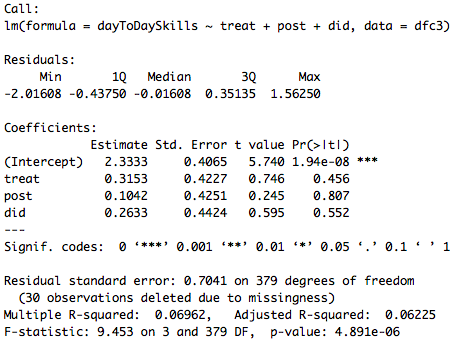 Call:
lm(formula = dayToDaySkills ~ treat + post + did, data = dfc3)
Residuals:
Min 1Q Median 3Q Max
-2.01608 -0.43750 -0.01608 0.35135 1.56250
Coefficients:
Estimate Std. Error t value Pr(>|t|)
(Intercept) 2.3333 0.4065 5.740 1.94e-08 ***
treat 0.3153 0.4227 0.746 0.456
post 0.1042 0.4251 0.245 0.807
did 0.2633 0.4424 0.595 0.552
---
Signif. codes: 0 ‘***’ 0.001 ‘**’ 0.01 ‘*’ 0.05 ‘.’ 0.1 ‘ ’ 1
Residual standard error: 0.7041 on 379 degrees of freedom
(30 observations deleted due to missingness)
Multiple R-squared: 0.06962, Adjusted R-squared: 0.06225
F-statistic: 9.453 on 3 and 379 DF, p-value: 4.891e-06